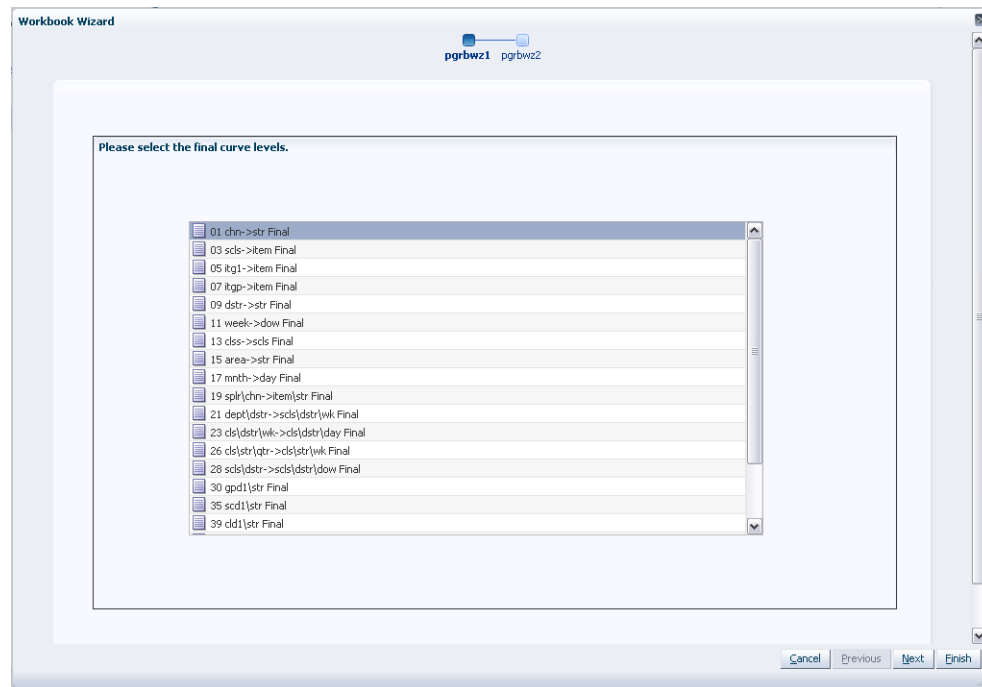 Workbook Wizard
pgrbwz1 pgrbwz2
Please select the final curve levels.
01 chn->str Final
03 scls->item Final
05 itg1->item Final
07 itgp->item Final
09 dstr->str Final
11 week->dow Final
13 clss->scls Final
15 area->str Final
17 mnth->day Final
19 splr\chn->item\str Final
21 dept\dstr->scls\dstr\wk Final
23 cls\dstr\wk->cls\dstr\day Final
26 cls\str\qtr->cls\str\wk Final
28 scls\dstr->scls\dstr\dow Final
30 gpd1\str Final
35 scd1\str Final
39 cld1\str Final
Cancel Previous Next Finish